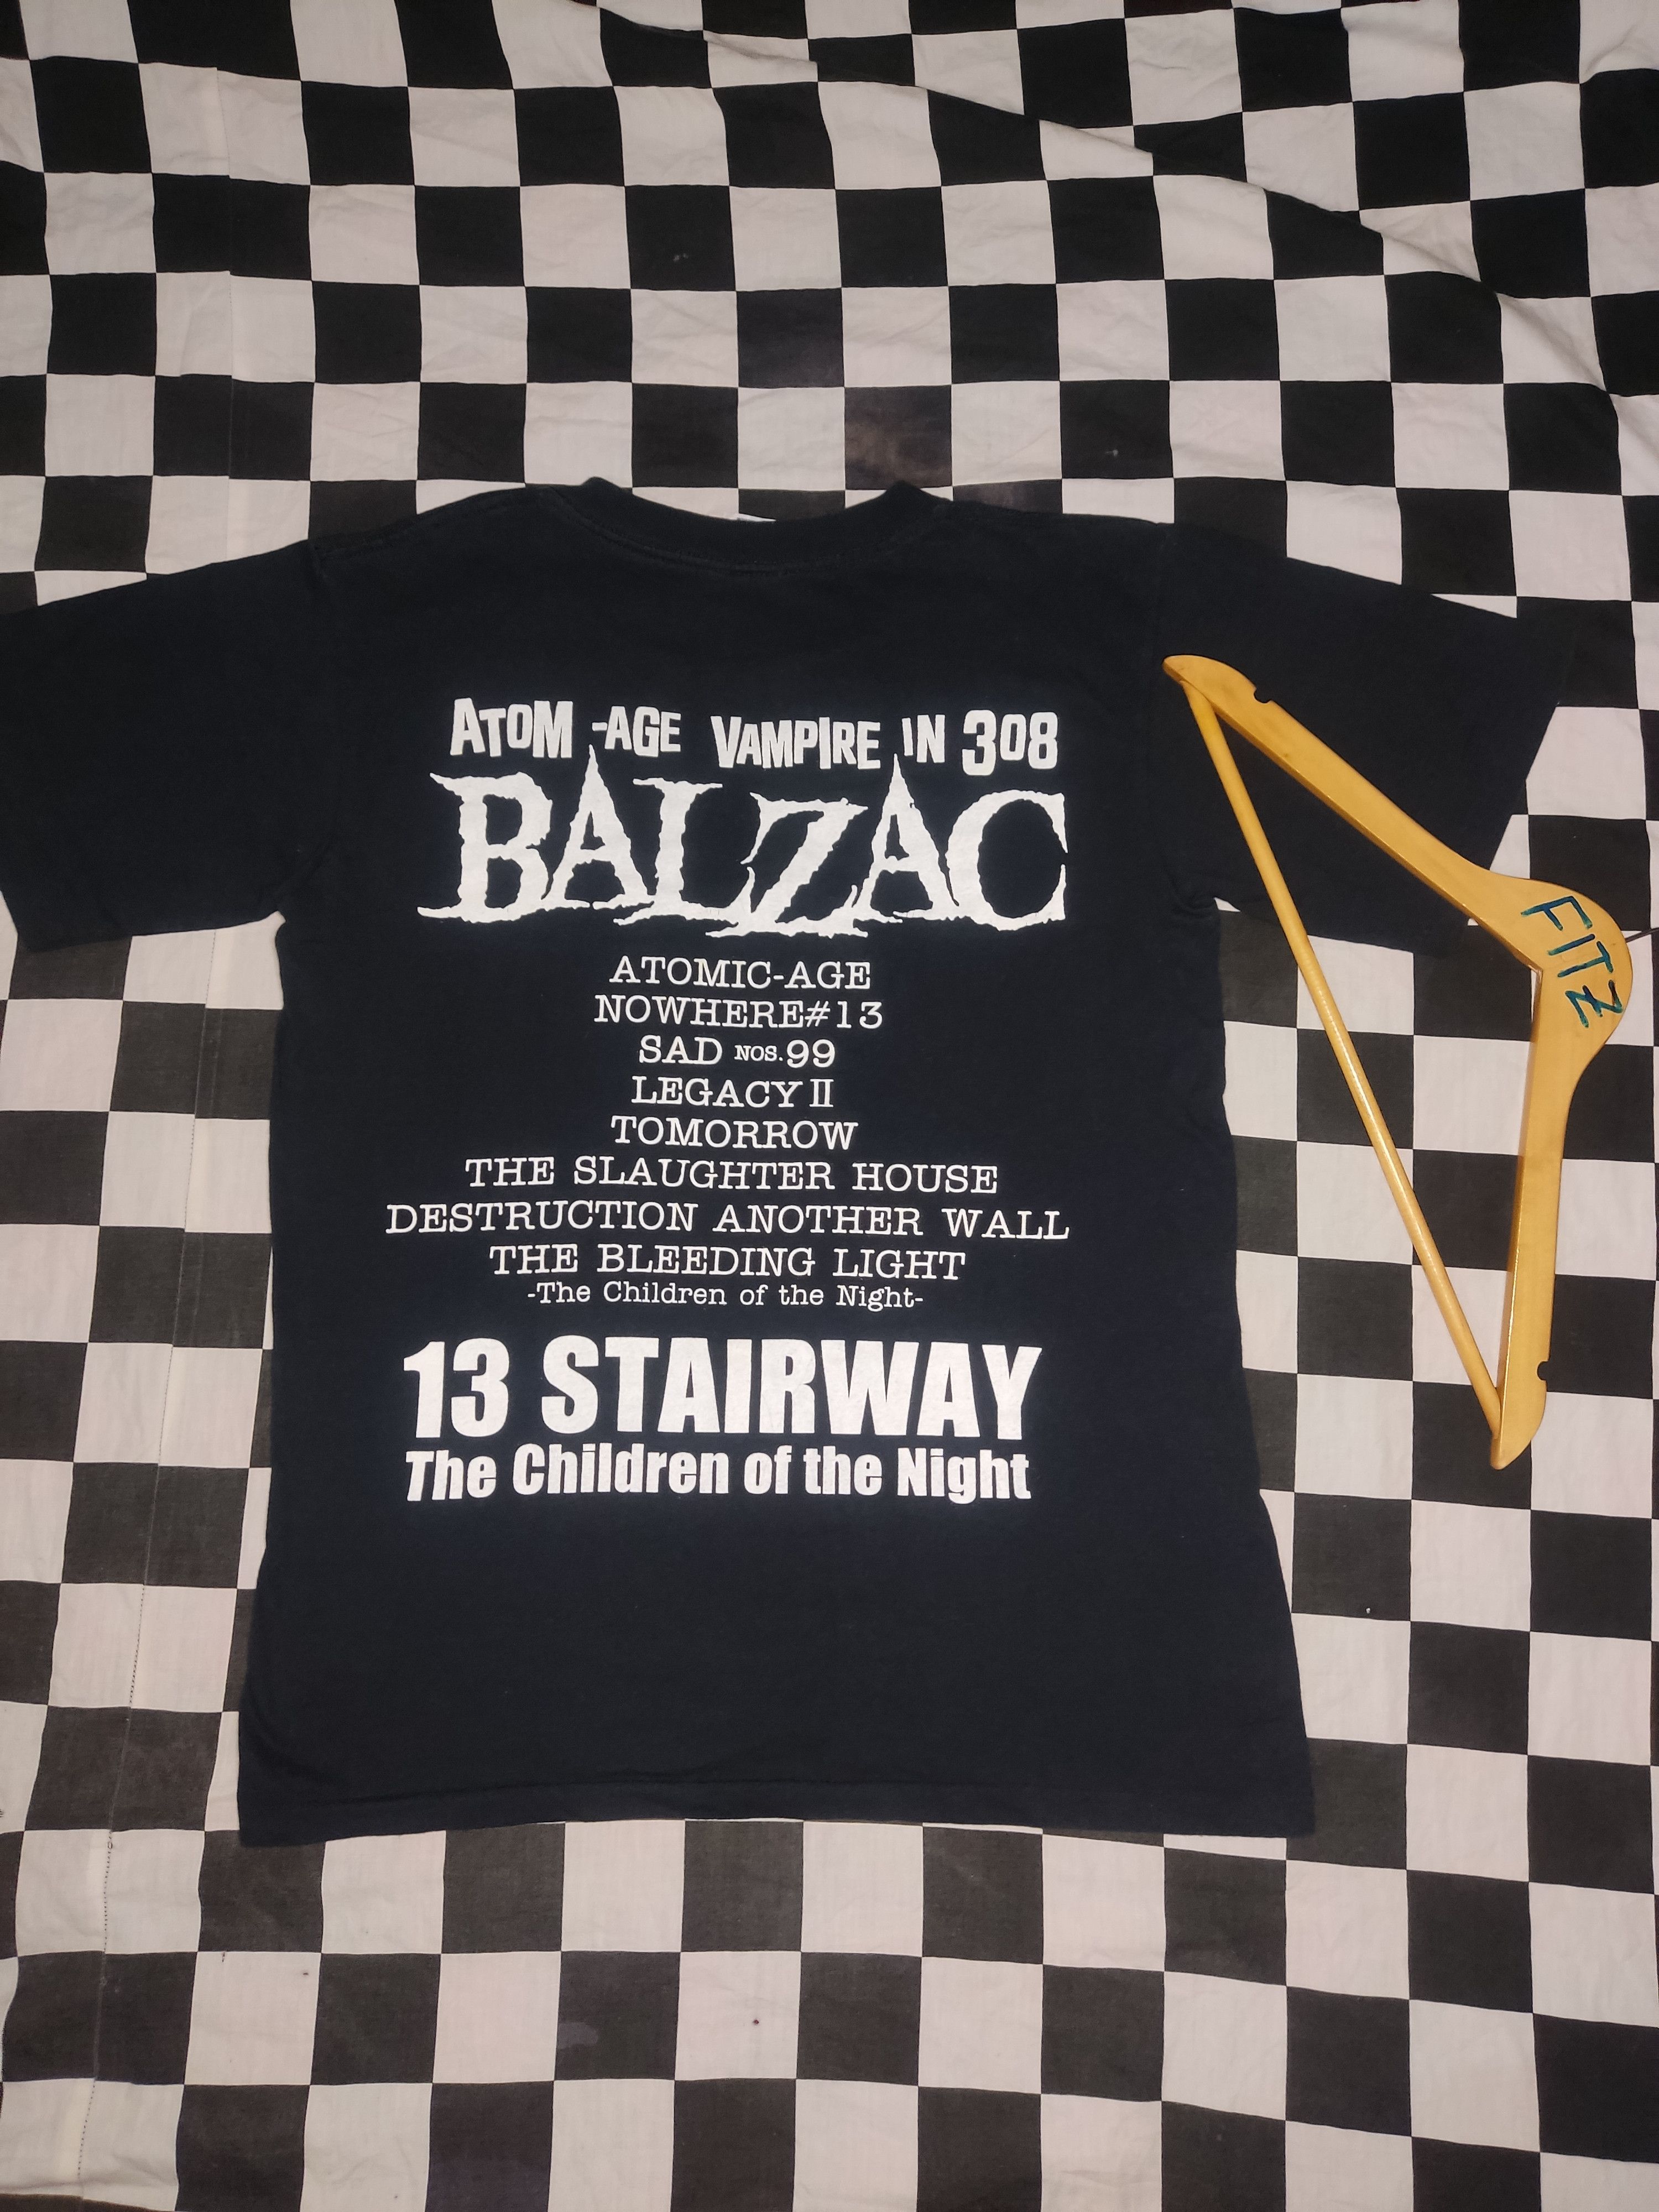 ATOM-AGE VAMPIRE IN 308
BALZAC
ATOMIC-AGE
NOWHERE#13
SAD NOS.99
LEGACY II
TOMORROW
THE SLAUGHTER HOUSE
DESTRUCTION ANOTHER WALL
THE BLEEDING LIGHT
-The Children of the Night-
13 STAIRWAY
The Children of the Night
FITZ